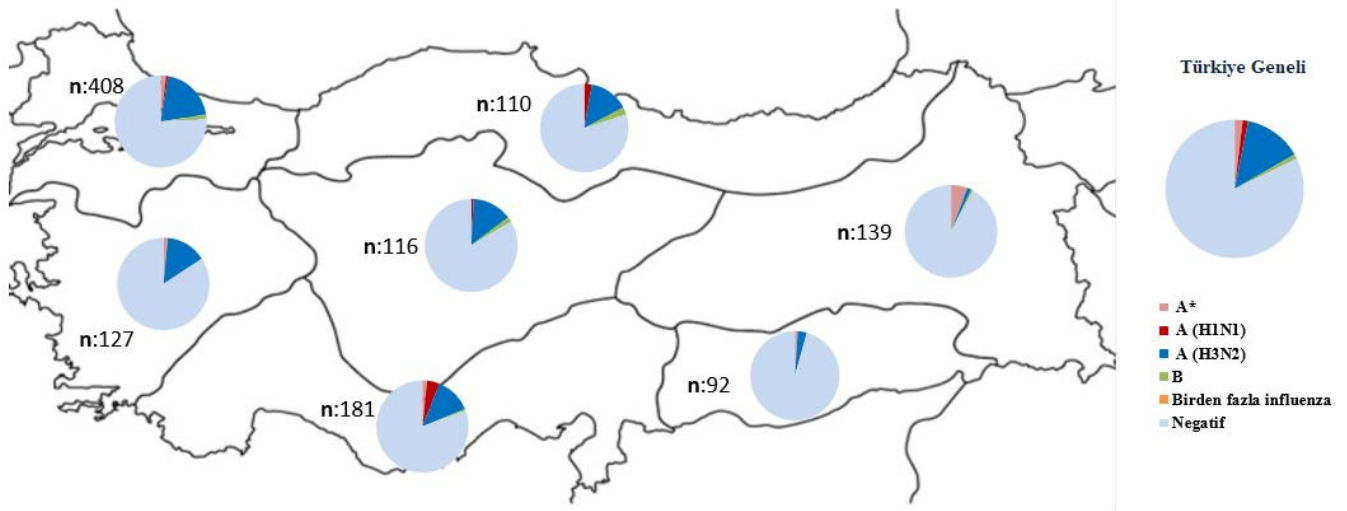 n:408
n:110
n:116
n:139
n:127
n:181
n:92
Türkiye Geneli
A*
A (H1N1)
A (H3N2)
B
Birden fazla influenza
Negatif